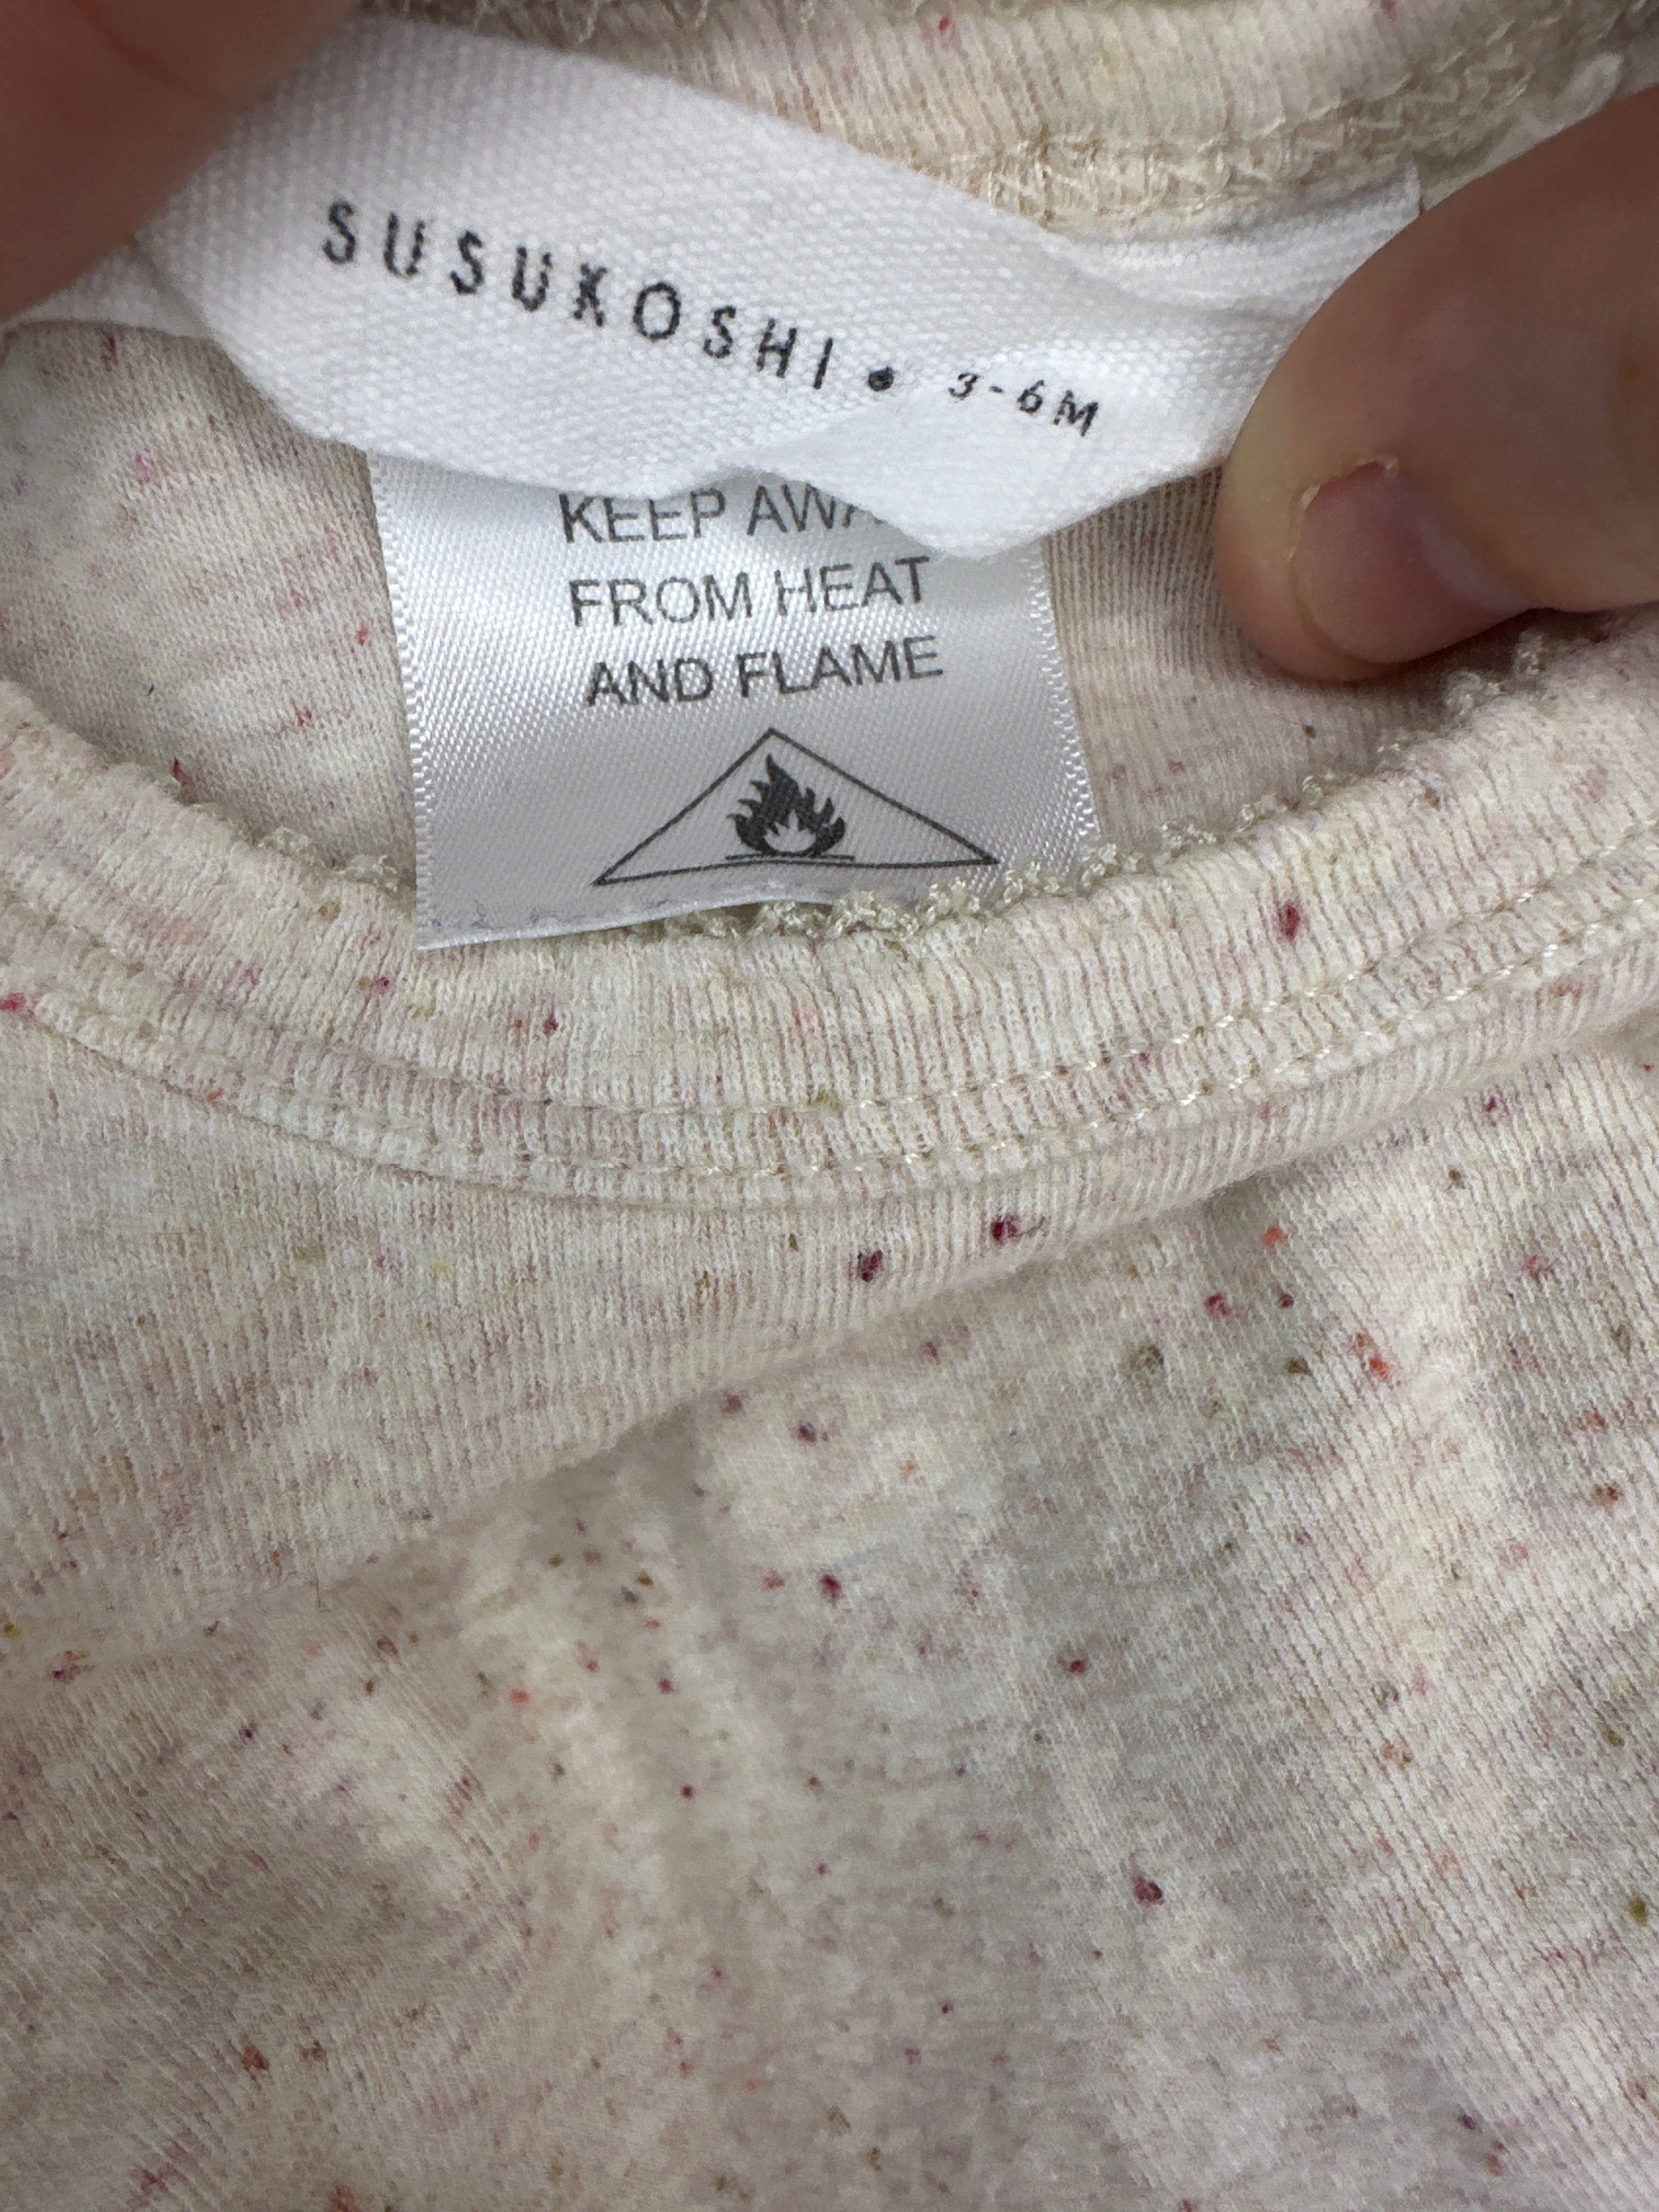 SUSUKOSHI • 3-6M
KEEP
FROM HEAT
AND FLAME